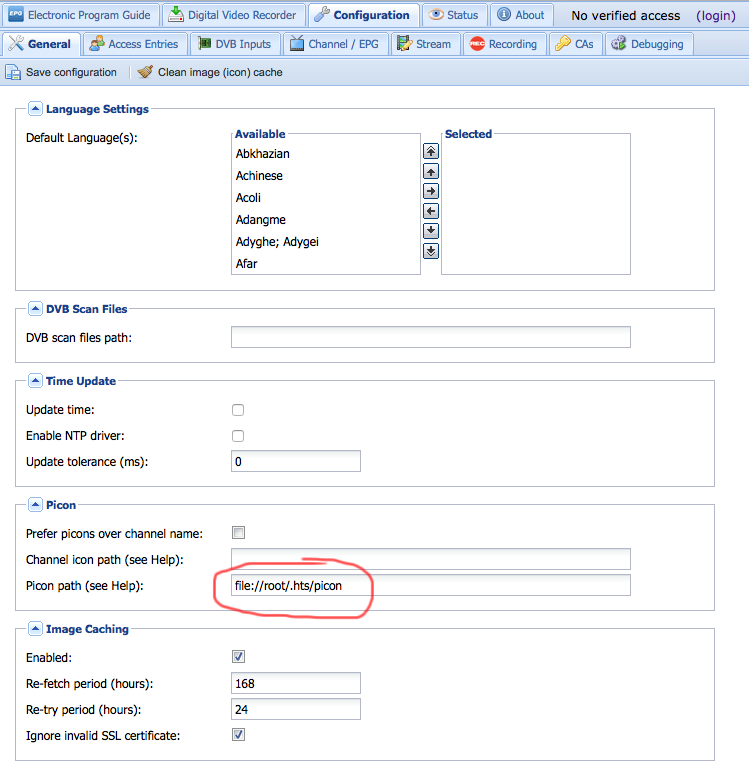 EPG Electronic Program Guide Digital Video Recorder Configuration Status About No verified access (login)
General Access Entries DVB Inputs Channel / EPG Stream REC Recording CAs Debugging
Save configuration Clean image (icon) cache
Language Settings
Default Language(s): Available Selected
Abkhazian
Achinese
Acoli
Adangme
Adyghe; Adygei
Afar
DVB Scan Files
DVB scan files path:
Time Update
Update time:
Enable NTP driver:
Update tolerance (ms): 0
Picon
Prefer picons over channel name:
Channel icon path (see Help):
Picon path (see Help): file://root/.hts/picon
Image Caching
Enabled:
Re-fetch period (hours): 168
Re-try period (hours): 24
Ignore invalid SSL certificate: